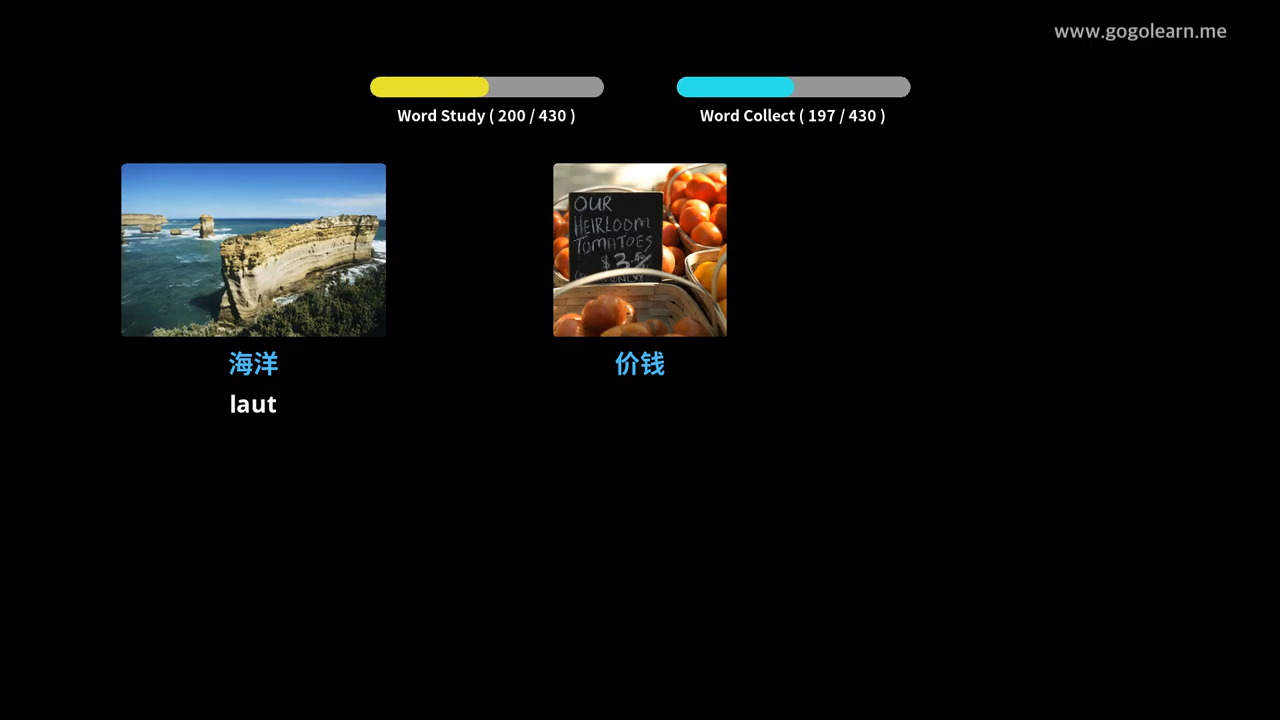 www.gogolearn.me
Word Study ( 200 / 430 )
Word Collect ( 197 / 430 )
OUR
HEIRLOOM
TOMATOES
海洋
价钱
laut